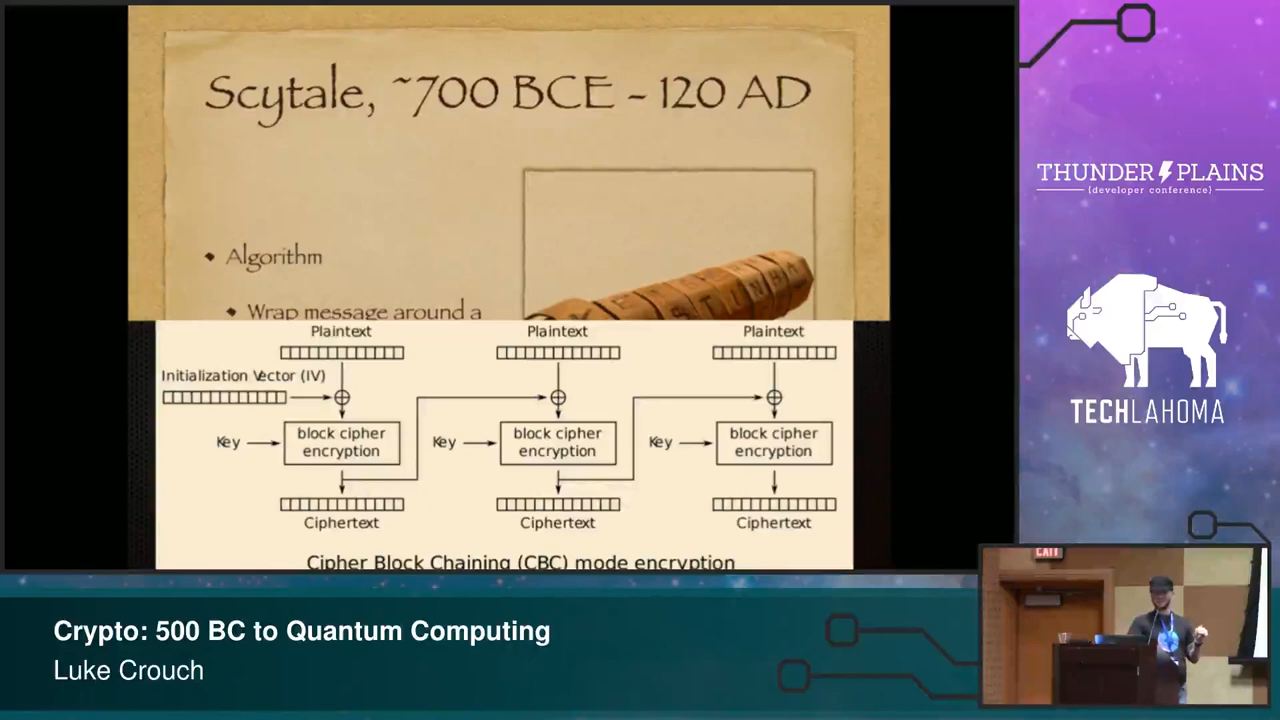 Scytale, ~700 BCE - 120 AD
• Algorithm
• Wrap message around a
Plaintext Plaintext Plaintext
Initialization Vector (IV)
Key block cipher encryption Key block cipher encryption Key block cipher encryption
Ciphertext Ciphertext Ciphertext
Cipher Block Chaining (CBC) mode encryption
THUNDER PLAINS
{developer conference}
TECHLAHOMA
EXIT
Crypto: 500 BC to Quantum Computing
Luke Crouch